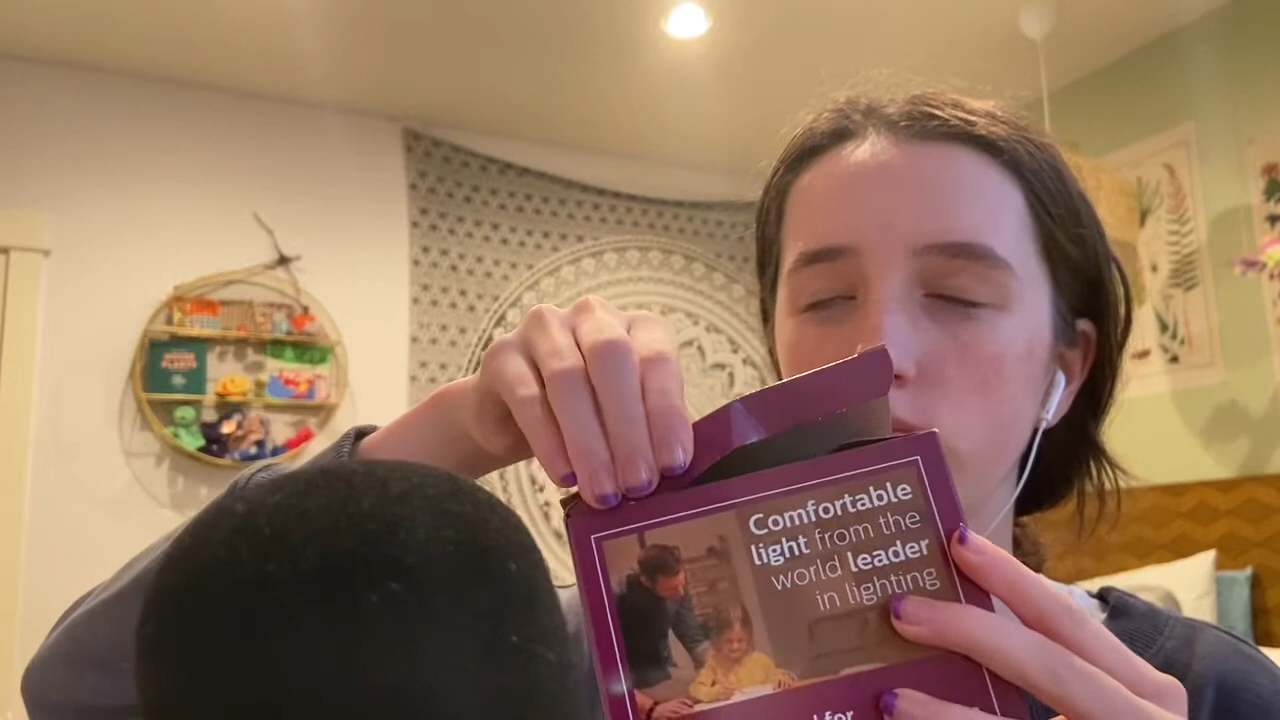 Comfortable
light from the
world leader
in lighting